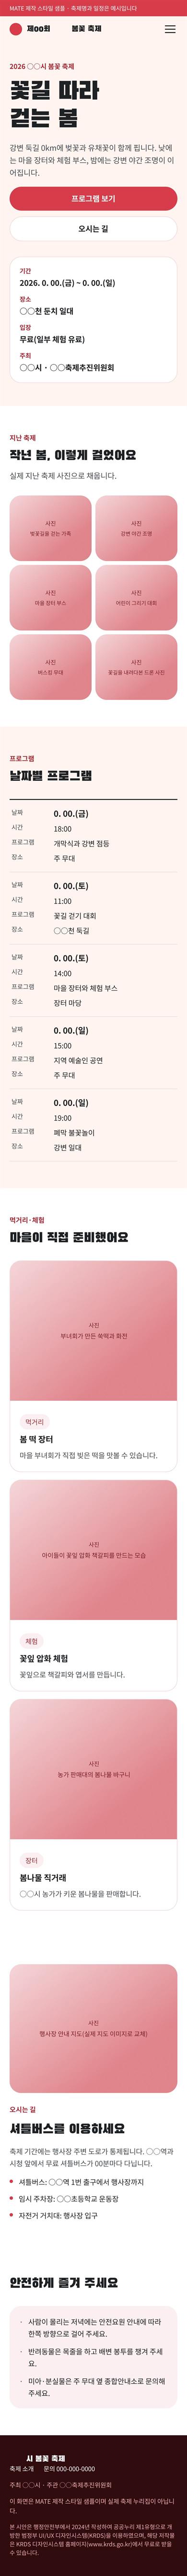 MATE 제작 스타일 샘플 · 축제명과 일정은 예시입니다
제00회 봄꽃 축제
2026 ○○시 봄꽃 축제
꽃길 따라
걷는 봄
강변 둔길 0km에 벚꽃과 유채꽃이 함께 핍니다. 낮에
는 마을 장터와 체험 부스, 밤에는 강변 야간 조명이 이
어집니다.
프로그램 보기
오시는 길
기간
2026. 0. 00.(금) ~ 0. 00.(일)
장소
○○천 둔치 일대
입장
무료(일부 체험 유료)
주최
○○시 · ○○축제추진위원회
지난 축제
작년 봄, 이렇게 걸었어요
실제 지난 축제 사진으로 채웁니다.
사진
벚꽃길을 걷는 가족
사진
강변 야간 조명
사진
마을 장터 부스
사진
어린이 그리기 대회
사진
버스킹 무대
사진
꽃길을 내려다본 드론 사진
프로그램
날짜별 프로그램
날짜 0. 00.(금)
시간 18:00
프로그램 개막식과 강변 점등
장소 주 무대
날짜 0. 00.(토)
시간 11:00
프로그램 꽃길 걷기 대회
장소 ○○천 둑길
날짜 0. 00.(토)
시간 14:00
프로그램 마을 장터와 체험 부스
장소 장터 마당
날짜 0. 00.(일)
시간 15:00
프로그램 지역 예술인 공연
장소 주 무대
날짜 0. 00.(일)
시간 19:00
프로그램 폐막 불꽃놀이
장소 강변 일대
먹거리·체험
마을이 직접 준비했어요
사진
부녀회가 만든 쑥떡과 화전
먹거리
봄 떡 장터
마을 부녀회가 직접 빚은 떡을 맛볼 수 있습니다.
사진
아이들이 꽃잎 압화 책갈피를 만드는 모습
체험
꽃잎 압화 체험
꽃잎으로 책갈피와 엽서를 만듭니다.
사진
농가 판매대의 봄나물 바구니
장터
봄나물 직거래
○○시 농가가 키운 봄나물을 판매합니다.
사진
행사장 안내 지도(실제 지도 이미지로 교체)
오시는 길
셔틀버스를 이용하세요
축제 기간에는 행사장 주변 도로가 통제됩니다. ○○역과
시청 앞에서 무료 셔틀버스가 00분마다 다닙니다.
셔틀버스: ○○역 1번 출구에서 행사장까지
임시 주차장: ○○초등학교 운동장
자전거 거치대: 행사장 입구
안전하게 즐겨 주세요
· 사람이 몰리는 저녁에는 안전요원 안내에 따라
한쪽 방향으로 걸어 주세요.
· 반려동물은 목줄을 하고 배변 봉투를 챙겨 주세
요.
· 미아·분실물은 주 무대 옆 종합안내소로 문의해
주세요.
시 봄꽃 축제
축제 소개 문의 000-000-0000
주최 ○○시 · 주관 ○○축제추진위원회
이 화면은 MATE 제작 스타일 샘플이며 실제 축제 누리집이 아닙니
다.
본 시안은 행정안전부에서 2024년 작성하여 공공누리 제1유형으로 개
방한 범정부 UI/UX 디자인시스템(KRDS)을 이용하였으며, 해당 저작물
은 KRDS 디자인시스템 홈페이지(www.krds.go.kr)에서 무료로 받을
수 있습니다.